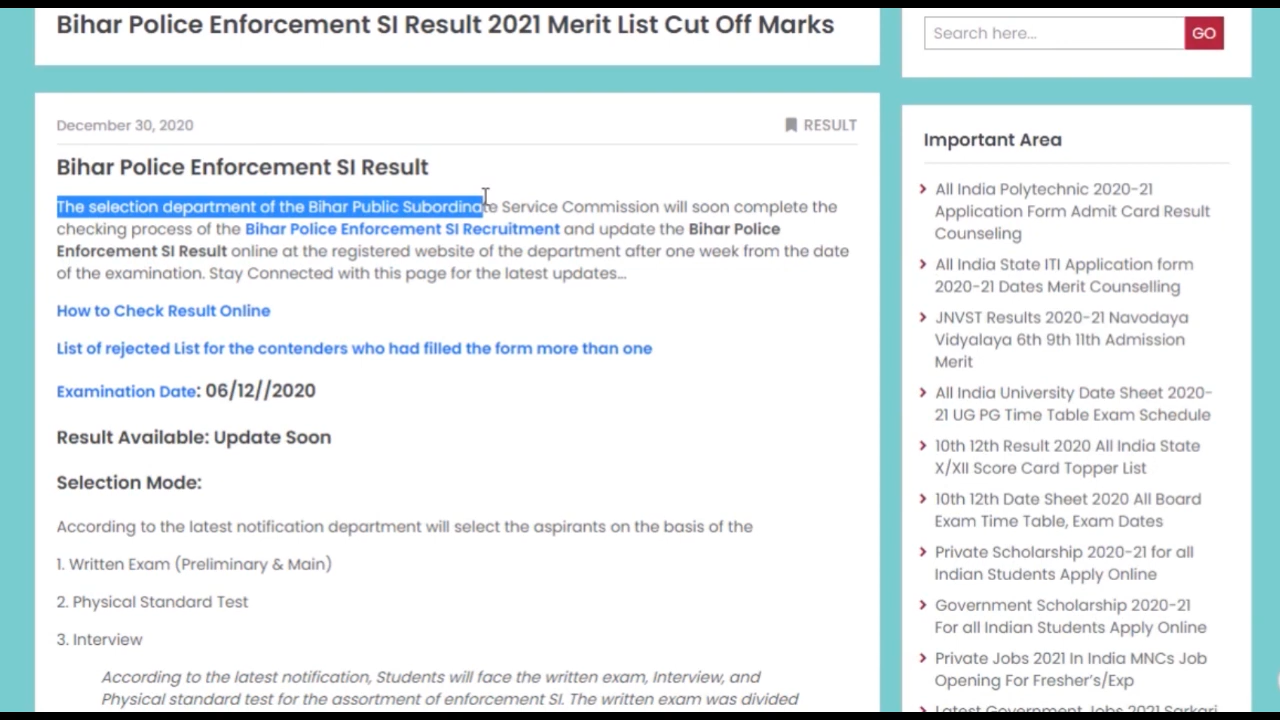 Bihar Police Enforcement SI Result 2021 Merit List Cut Off Marks
December 30, 2020
RESULT
Bihar Police Enforcement SI Result
The selection department of the Bihar Public Subordinate Service Commission will soon complete the
checking process of the Bihar Police Enforcement SI Recruitment and update the Bihar Police
Enforcement SI Result online at the registered website of the department after one week from the date
of the examination. Stay Connected with this page for the latest updates...
How to Check Result Online
List of rejected List for the contenders who had filled the form more than one
Examination Date: 06/12//2020
Result Available: Update Soon
Selection Mode:
According to the latest notification department will select the aspirants on the basis of the
1. Written Exam (Preliminary & Main)
2. Physical Standard Test
3. Interview
According to the latest notification, Students will face the written exam, Interview, and
Physical standard test for the assortment of enforcement SI. The written exam was divided
Search here...
GO
Important Area
All India Polytechnic 2020-21
Application Form Admit Card Result
Counseling
All India State ITI Application form
2020-21 Dates Merit Counselling
JNVST Results 2020-21 Navodaya
Vidyalaya 6th 9th 11th Admission
Merit
All India University Date Sheet 2020-
21 UG PG Time Table Exam Schedule
10th 12th Result 2020 All India State
X/XII Score Card Topper List
10th 12th Date Sheet 2020 All Board
Exam Time Table, Exam Dates
Private Scholarship 2020-21 for all
Indian Students Apply Online
Government Scholarship 2020-21
For all Indian Students Apply Online
Private Jobs 2021 In India MNCs Job
Opening For Fresher's/Exp
Latest Government Jobs 2021 Sarkari